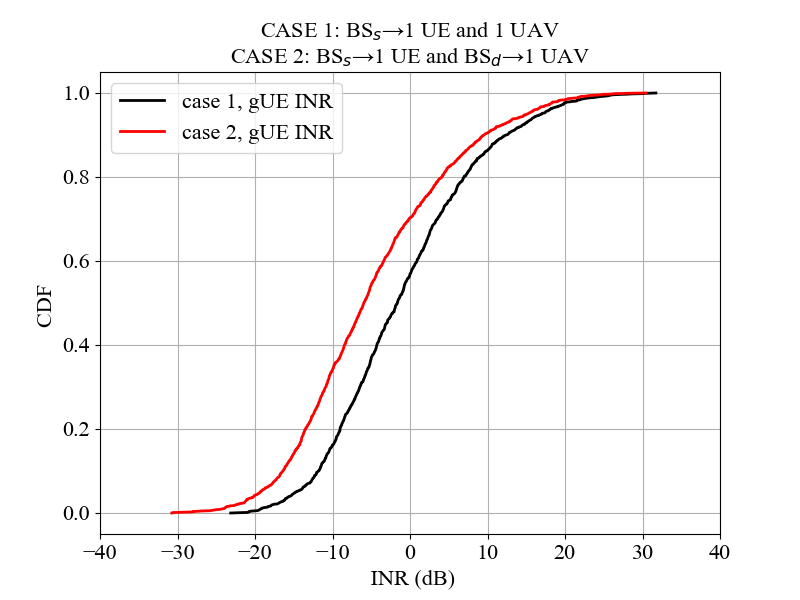 CASE 1: BSₛ→1 UE and 1 UAV
CASE 2: BSₛ→1 UE and BS_d→1 UAV
case 1, gUE INR
case 2, gUE INR
CDF
1.0
0.8
0.6
0.4
0.2
0.0
−40 −30 −20 −10 0 10 20 30 40
INR (dB)